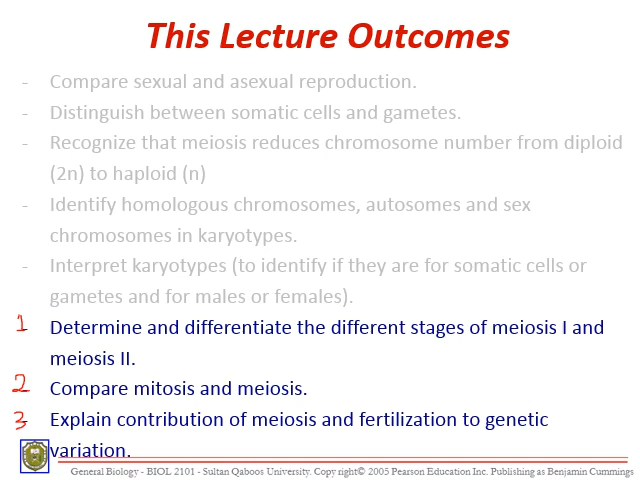 This Lecture Outcomes
- Compare sexual and asexual reproduction.
- Distinguish between somatic cells and gametes.
- Recognize that meiosis reduces chromosome number from diploid
(2n) to haploid (n)
- Identify homologous chromosomes, autosomes and sex
chromosomes in karyotypes.
- Interpret karyotypes (to identify if they are for somatic cells or
gametes and for males or females).
1 Determine and differentiate the different stages of meiosis I and
meiosis II.
2 Compare mitosis and meiosis.
3 Explain contribution of meiosis and fertilization to genetic
variation.
General Biology - BIOL 2101 - Sultan Qaboos University. Copy right© 2005 Pearson Education Inc. Publishing as Benjamin Cummings